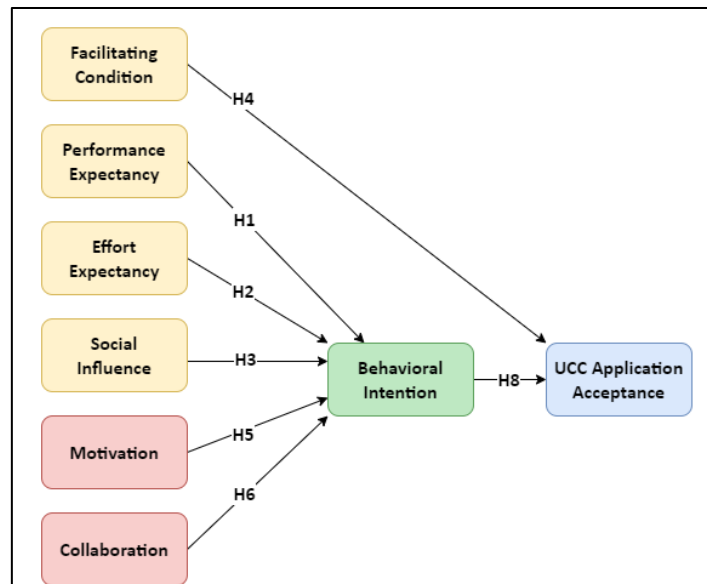 Facilitating
Condition
H4
Performance
Expectancy
H1
Effort
Expectancy
H2
Social
Influence
H3
Behavioral
Intention
H8
UCC Application
Acceptance
Motivation
H5
H6
Collaboration